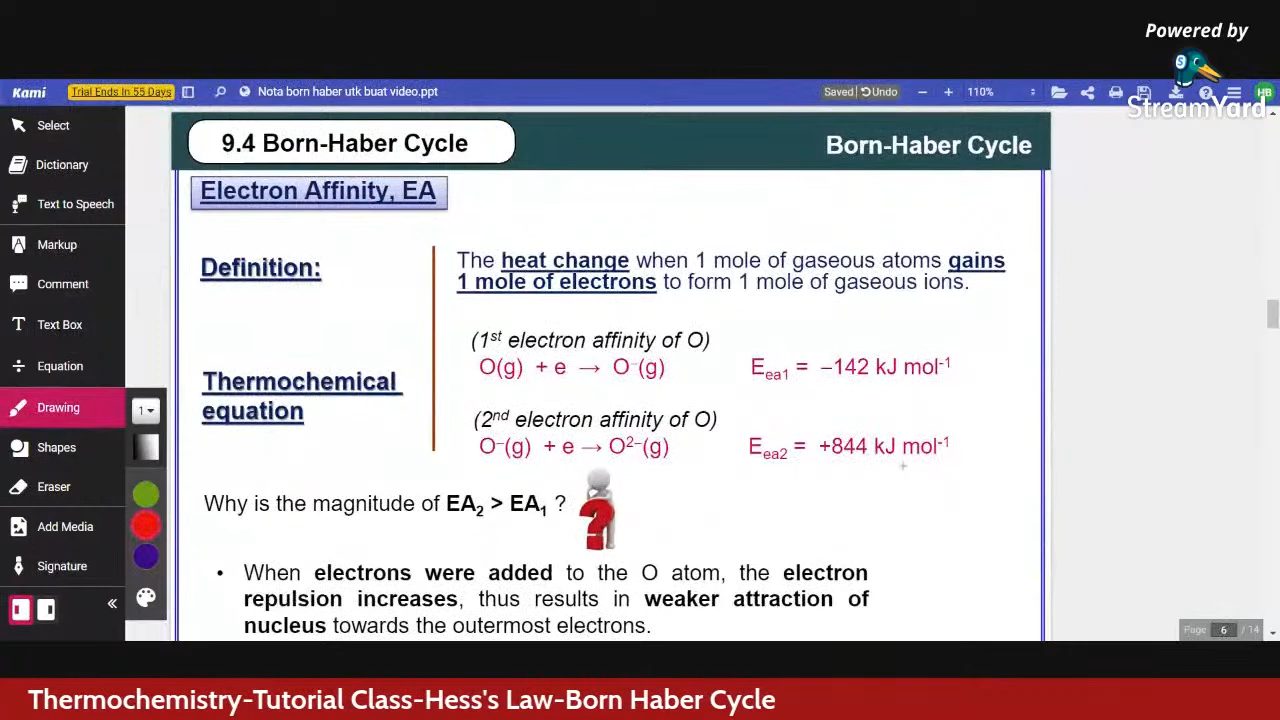 Powered by
StreamYard
Kami
Trial Ends In 55 Days
Nota born haber utk buat video.ppt
Saved
Undo
110%
HB
Select
Dictionary
Text to Speech
Markup
Comment
Text Box
Equation
Drawing
Shapes
Eraser
Add Media
Signature
1
9.4 Born-Haber Cycle
Born-Haber Cycle
Electron Affinity, EA
Definition:
The heat change when 1 mole of gaseous atoms gains
1 mole of electrons to form 1 mole of gaseous ions.
Thermochemical
equation
(1st electron affinity of O)
O(g) + e → O⁻(g) Eea1 = –142 kJ mol-1
(2nd electron affinity of O)
O⁻(g) + e → O²⁻(g) Eea2 = +844 kJ mol-1
Why is the magnitude of EA₂ > EA₁ ?
• When electrons were added to the O atom, the electron
repulsion increases, thus results in weaker attraction of
nucleus towards the outermost electrons.
Page 6 / 14
Thermochemistry-Tutorial Class-Hess's Law-Born Haber Cycle